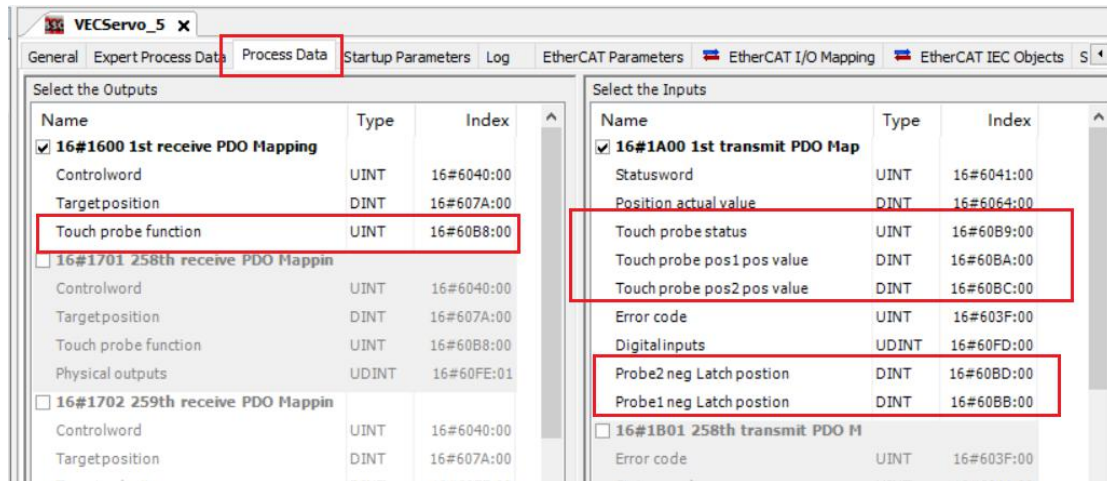 VECServo_5 x
General Expert Process Data Process Data Startup Parameters Log EtherCAT Parameters EtherCAT I/O Mapping EtherCAT IEC Objects S
Select the Outputs
Name Type Index
16#1600 1st receive PDO Mapping
Controlword UINT 16#6040:00
Targetposition DINT 16#607A:00
Touch probe function UINT 16#60B8:00
16#1701 258th receive PDO Mappin
Controlword UINT 16#6040:00
Targetposition DINT 16#607A:00
Touch probe function UINT 16#60B8:00
Physical outputs UDINT 16#60FE:01
16#1702 259th receive PDO Mappin
Controlword UINT 16#6040:00
Targetposition DINT 16#607A:00
Select the Inputs
Name Type Index
16#1A00 1st transmit PDO Map
Statusword UINT 16#6041:00
Position actual value DINT 16#6064:00
Touch probe status UINT 16#60B9:00
Touch probe pos1 pos value DINT 16#60BA:00
Touch probe pos2 pos value DINT 16#60BC:00
Error code UINT 16#603F:00
Digitalinputs UDINT 16#60FD:00
Probe2 neg Latch postion DINT 16#60BD:00
Probe1 neg Latch postion DINT 16#60BB:00
16#1B01 258th transmit PDO M
Error code UINT 16#603F:00